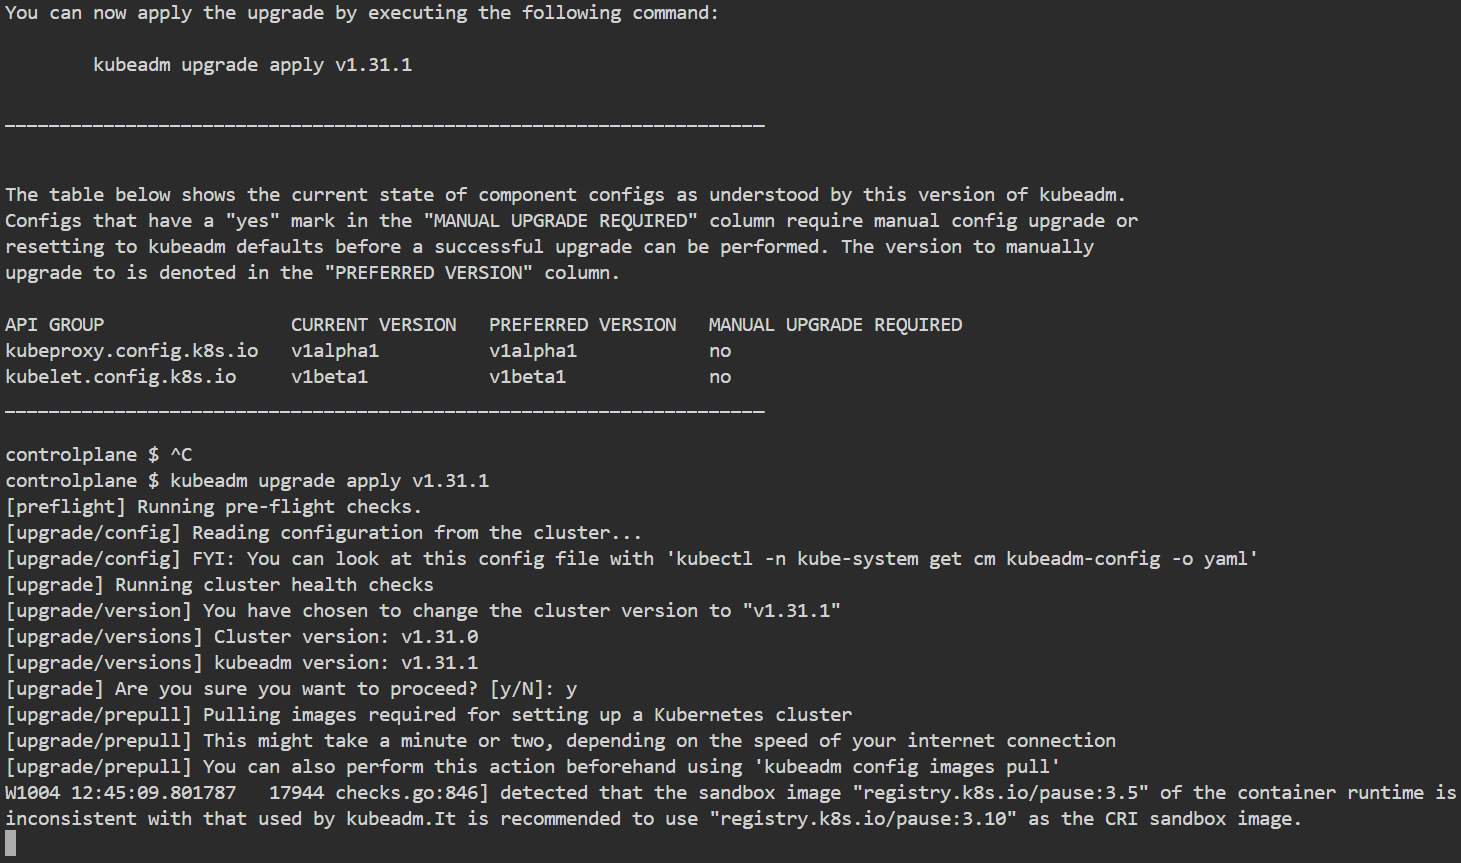 You can now apply the upgrade by executing the following command:
kubeadm upgrade apply v1.31.1
_____________________________________________________________________
The table below shows the current state of component configs as understood by this version of kubeadm.
Configs that have a "yes" mark in the "MANUAL UPGRADE REQUIRED" column require manual config upgrade or
resetting to kubeadm defaults before a successful upgrade can be performed. The version to manually
upgrade to is denoted in the "PREFERRED VERSION" column.
API GROUP                 CURRENT VERSION   PREFERRED VERSION   MANUAL UPGRADE REQUIRED
kubeproxy.config.k8s.io   v1alpha1          v1alpha1            no
kubelet.config.k8s.io     v1beta1           v1beta1             no
_____________________________________________________________________
controlplane $ ^C
controlplane $ kubeadm upgrade apply v1.31.1
[preflight] Running pre-flight checks.
[upgrade/config] Reading configuration from the cluster...
[upgrade/config] FYI: You can look at this config file with 'kubectl -n kube-system get cm kubeadm-config -o yaml'
[upgrade] Running cluster health checks
[upgrade/version] You have chosen to change the cluster version to "v1.31.1"
[upgrade/versions] Cluster version: v1.31.0
[upgrade/versions] kubeadm version: v1.31.1
[upgrade] Are you sure you want to proceed? [y/N]: y
[upgrade/prepull] Pulling images required for setting up a Kubernetes cluster
[upgrade/prepull] This might take a minute or two, depending on the speed of your internet connection
[upgrade/prepull] You can also perform this action beforehand using 'kubeadm config images pull'
W1004 12:45:09.801787   17944 checks.go:846] detected that the sandbox image "registry.k8s.io/pause:3.5" of the container runtime is
inconsistent with that used by kubeadm.It is recommended to use "registry.k8s.io/pause:3.10" as the CRI sandbox image.